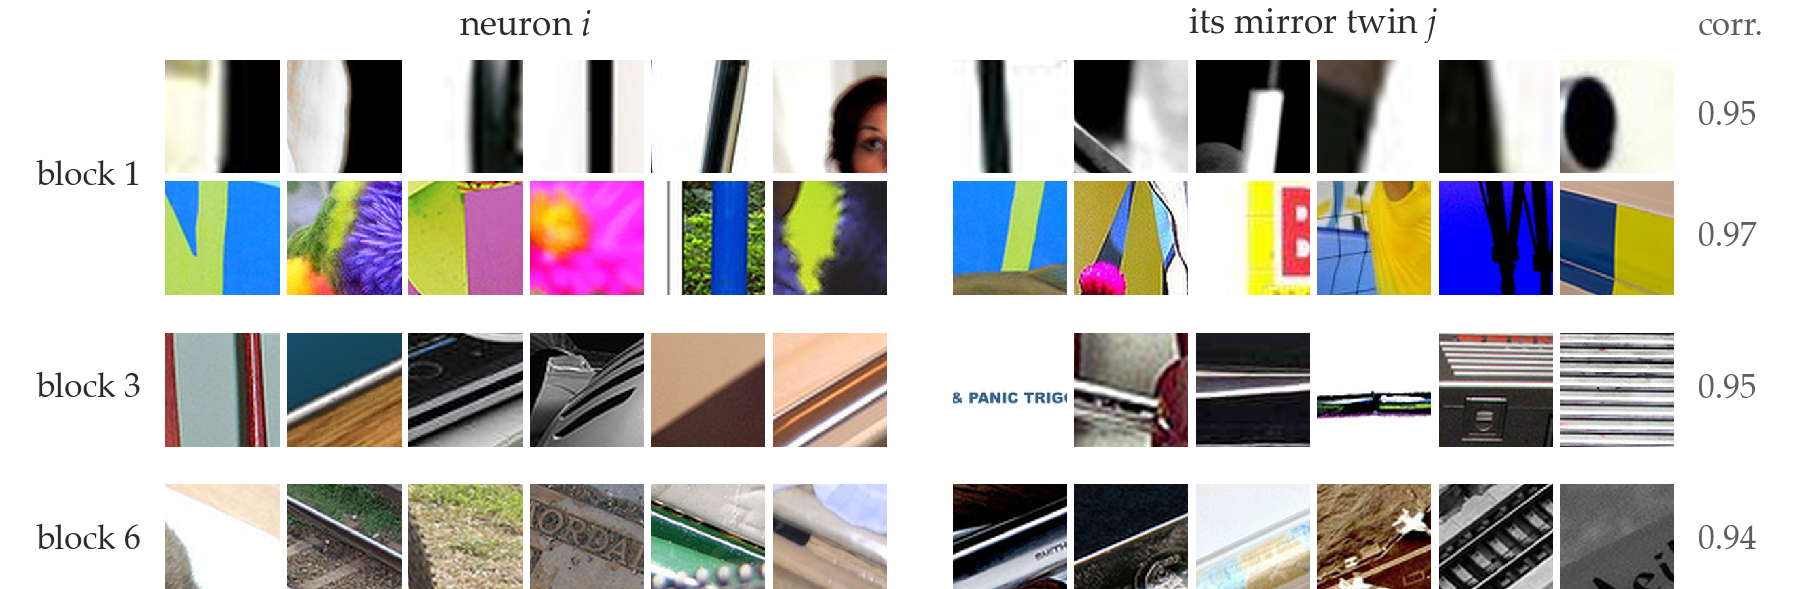 neuron i
its mirror twin j
corr.
block 1
0.95
B
0.97
block 3
& PANIC TRIG
0.95
block 6
SMITH
0.94